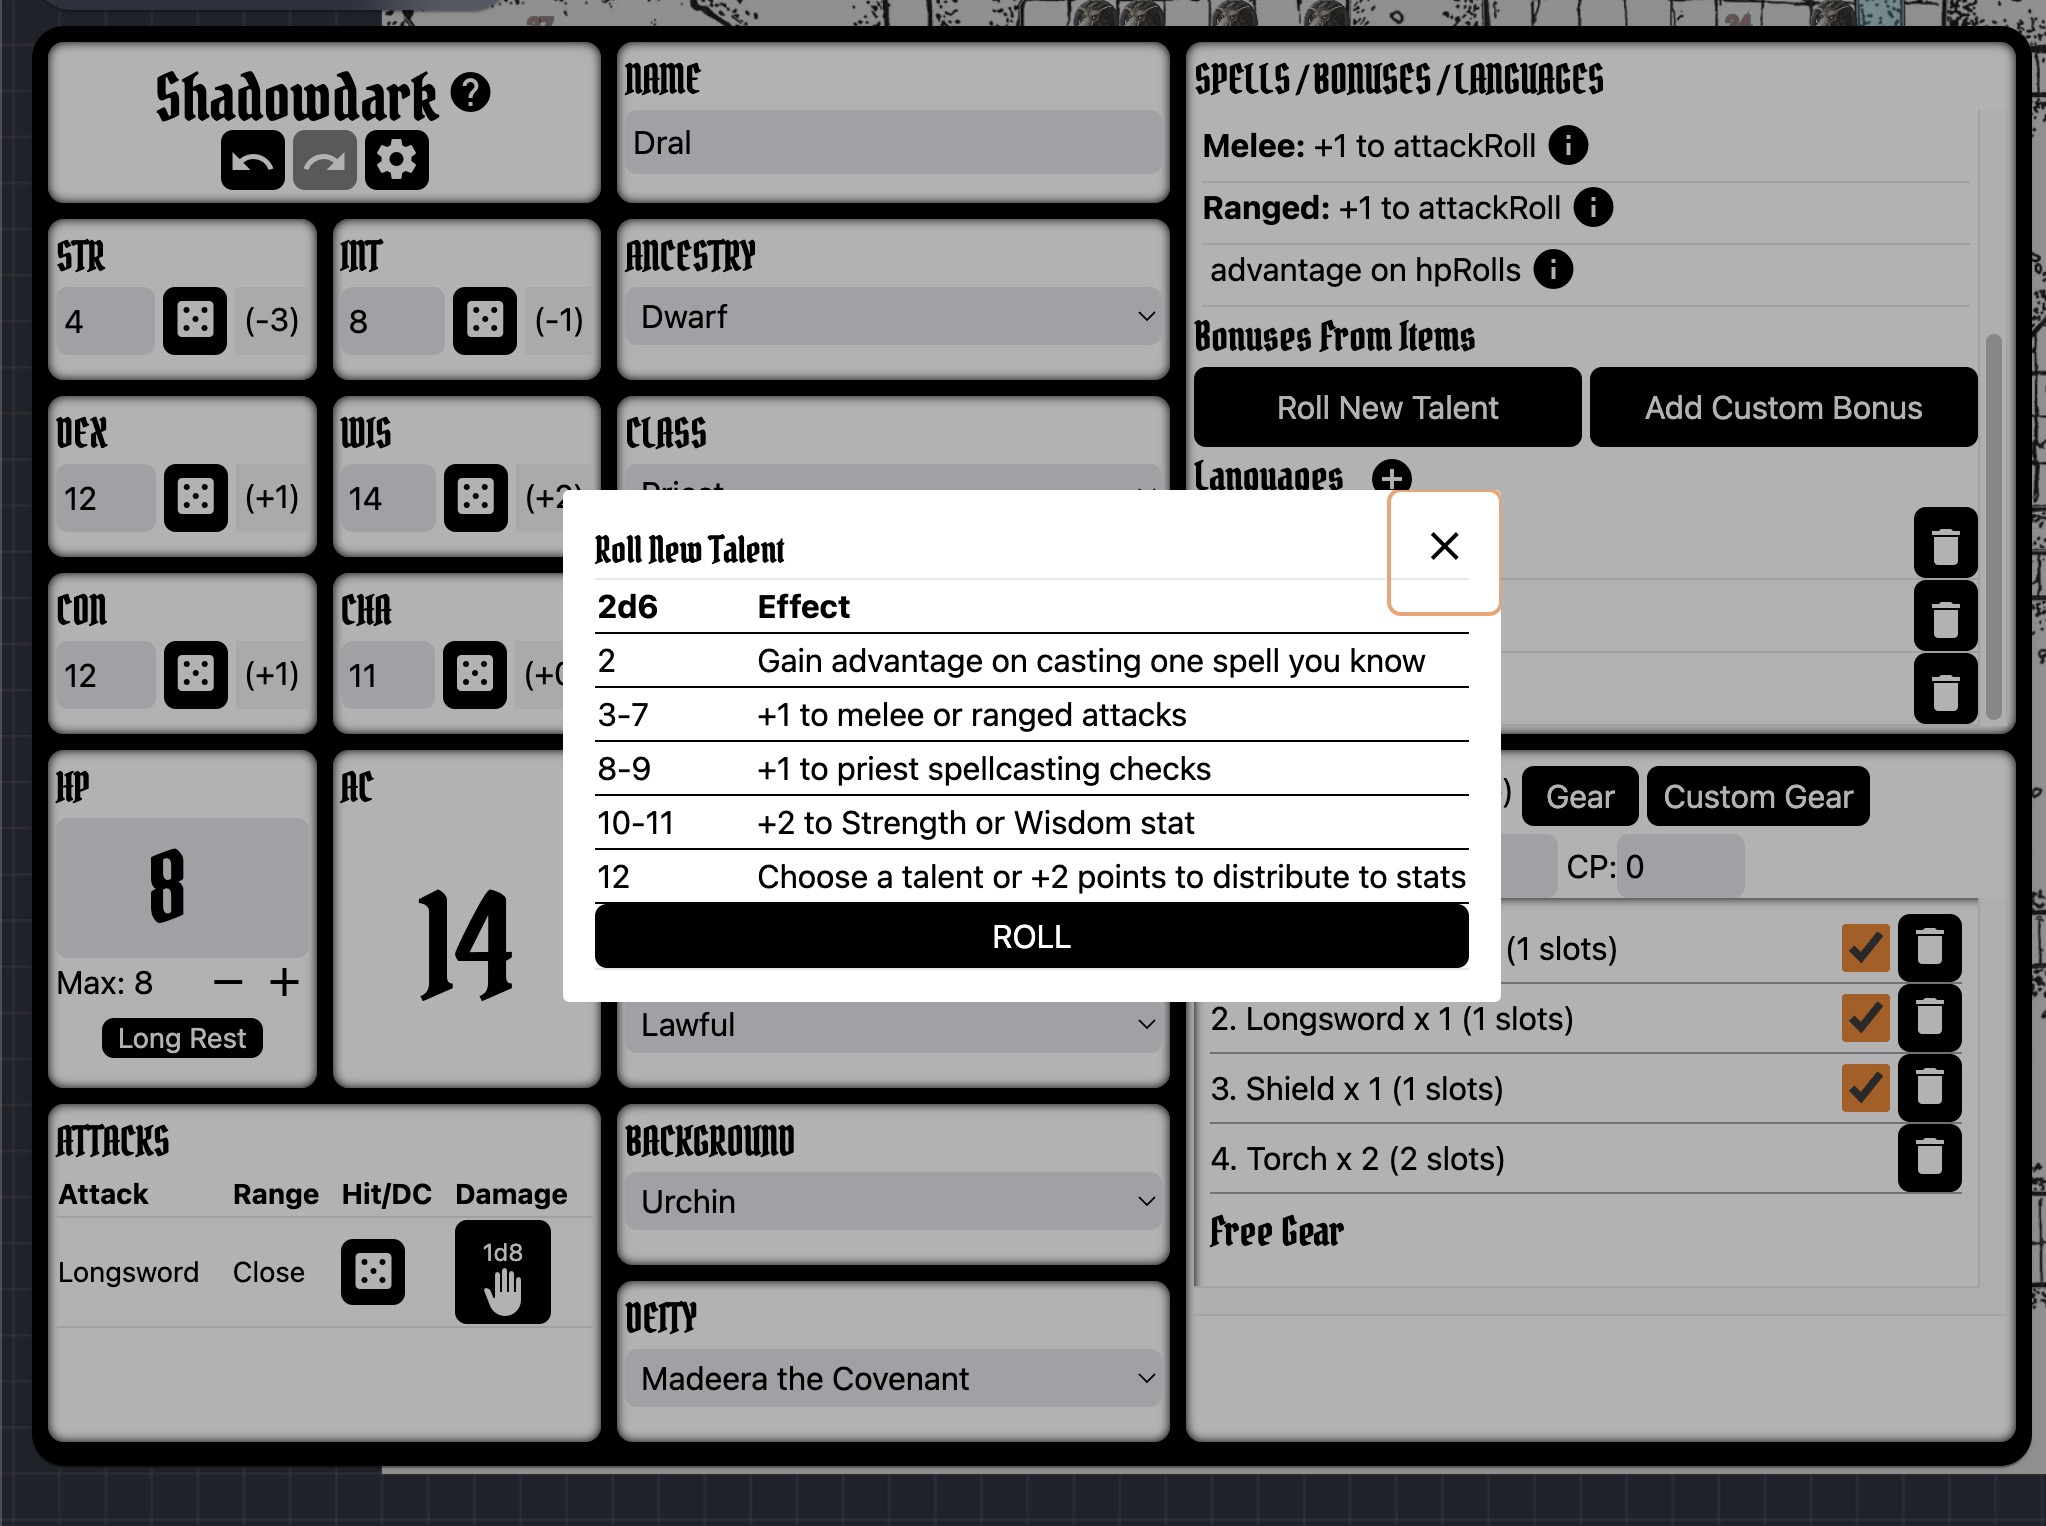 Shadowdark ?
NAME
Dral
SPELLS/BONUSES/LANGUAGES
Melee: +1 to attackRoll
Ranged: +1 to attackRoll
advantage on hpRolls
Bonuses From Items
Roll New Talent
Add Custom Bonus
Languages
STR
4
(-3)
INT
8
(-1)
DEX
12
(+1)
WIS
14
CON
12
(+1)
CHA
11
ANCESTRY
Dwarf
CLASS
Priest
Roll New Talent
2d6 Effect
2 Gain advantage on casting one spell you know
3-7 +1 to melee or ranged attacks
8-9 +1 to priest spellcasting checks
10-11 +2 to Strength or Wisdom stat
12 Choose a talent or +2 points to distribute to stats
ROLL
HP
8
Max: 8 − +
Long Rest
AC
14
Gear
Custom Gear
CP: 0
(1 slots)
2. Longsword x 1 (1 slots)
3. Shield x 1 (1 slots)
4. Torch x 2 (2 slots)
Free Gear
Lawful
ATTACKS
Attack Range Hit/DC Damage
Longsword Close 1d8
BACKGROUND
Urchin
DEITY
Madeera the Covenant